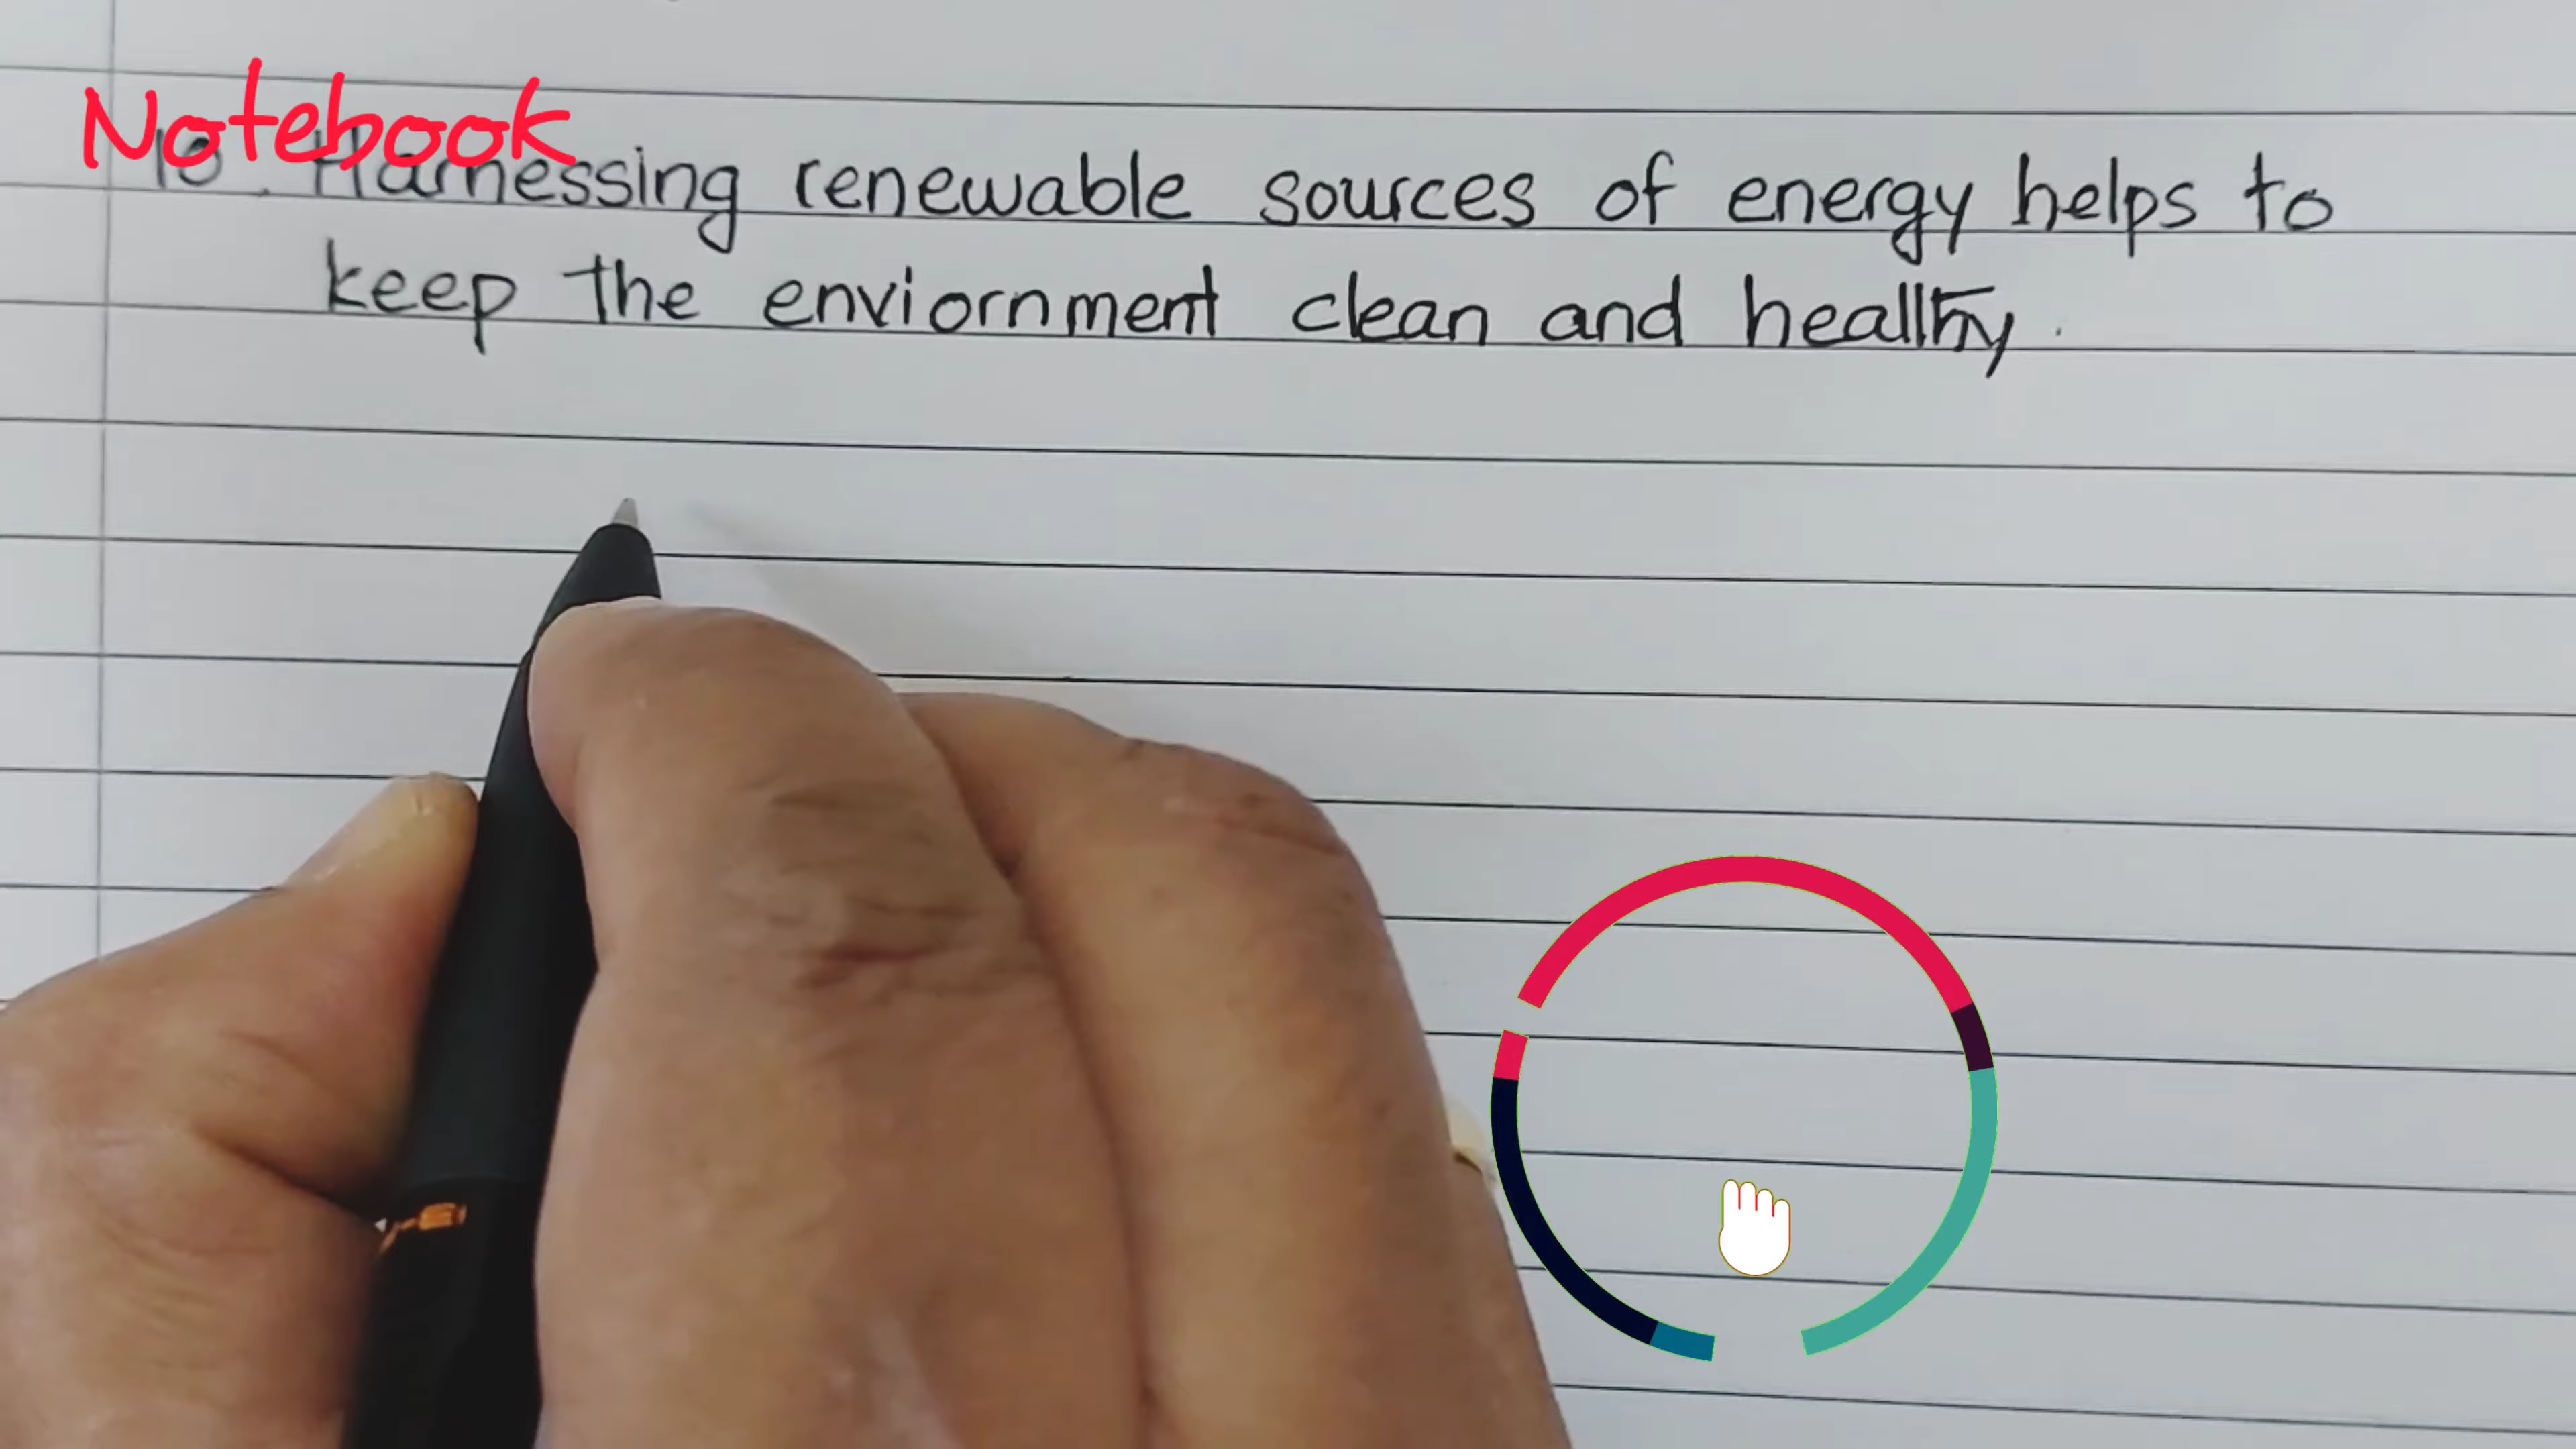 Notebook
10. Harnessing renewable sources of energy helps to
keep the enviornment clean and healthy.